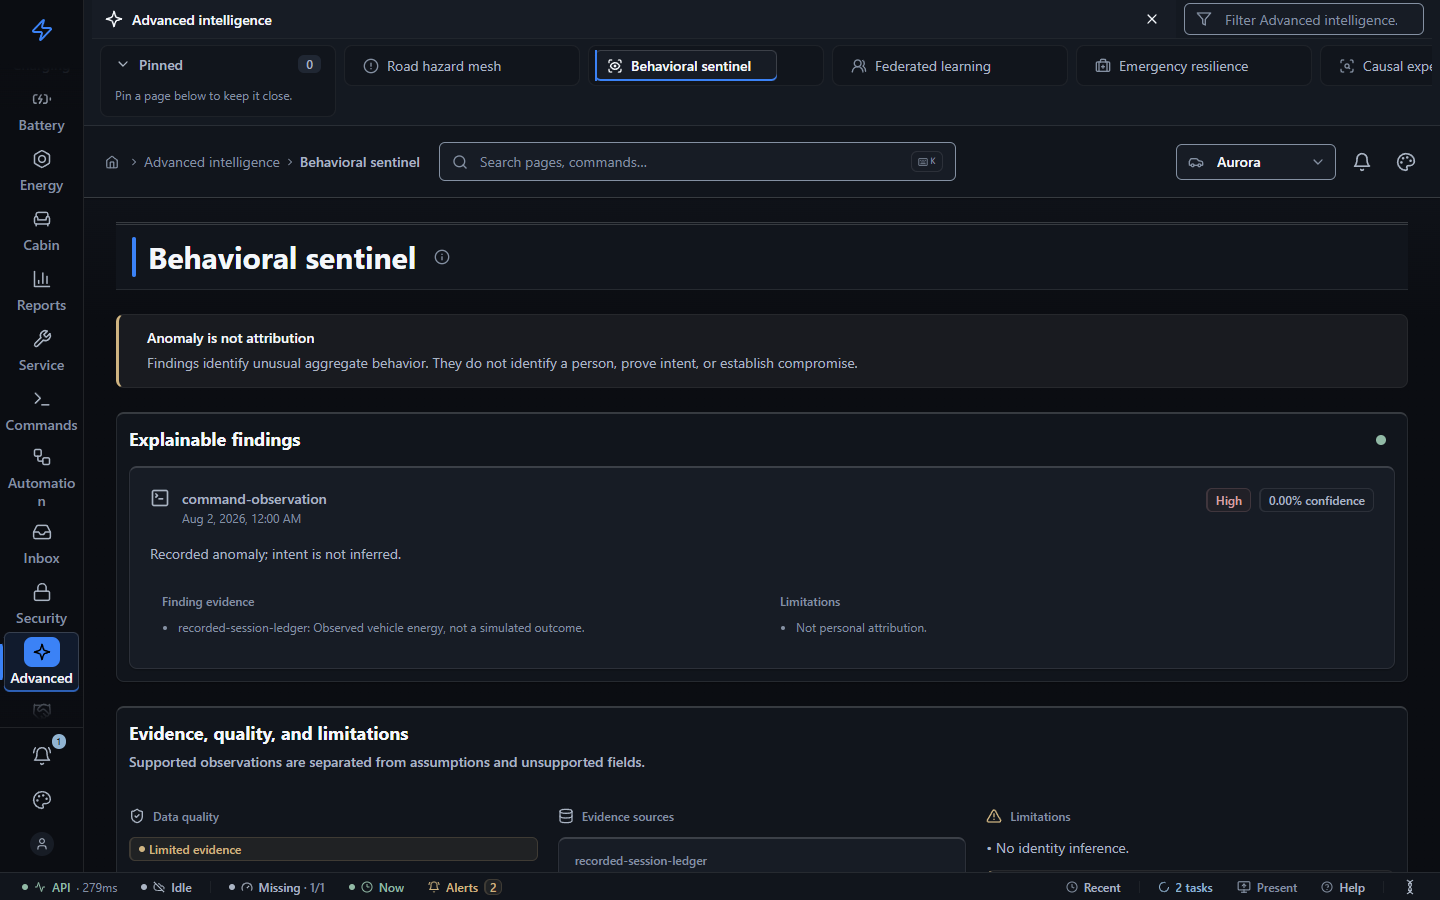 Advanced intelligence
Filter Advanced intelligence.
Pinned
0
Pin a page below to keep it close.
Road hazard mesh
Behavioral sentinel
Federated learning
Emergency resilience
Causal expe
Battery
Energy
Cabin
Reports
Service
Commands
Automatio
n
Inbox
Security
Advanced
1
Advanced intelligence
Behavioral sentinel
Search pages, commands...
K
Aurora
Behavioral sentinel
Anomaly is not attribution
Findings identify unusual aggregate behavior. They do not identify a person, prove intent, or establish compromise.
Explainable findings
command-observation
Aug 2, 2026, 12:00 AM
High
0.00% confidence
Recorded anomaly; intent is not inferred.
Finding evidence
• recorded-session-ledger: Observed vehicle energy, not a simulated outcome.
Limitations
• Not personal attribution.
Evidence, quality, and limitations
Supported observations are separated from assumptions and unsupported fields.
Data quality
Limited evidence
Evidence sources
recorded-session-ledger
Limitations
• No identity inference.
API · 279ms
Idle
Missing · 1/1
Now
Alerts 2
Recent
2 tasks
Present
Help